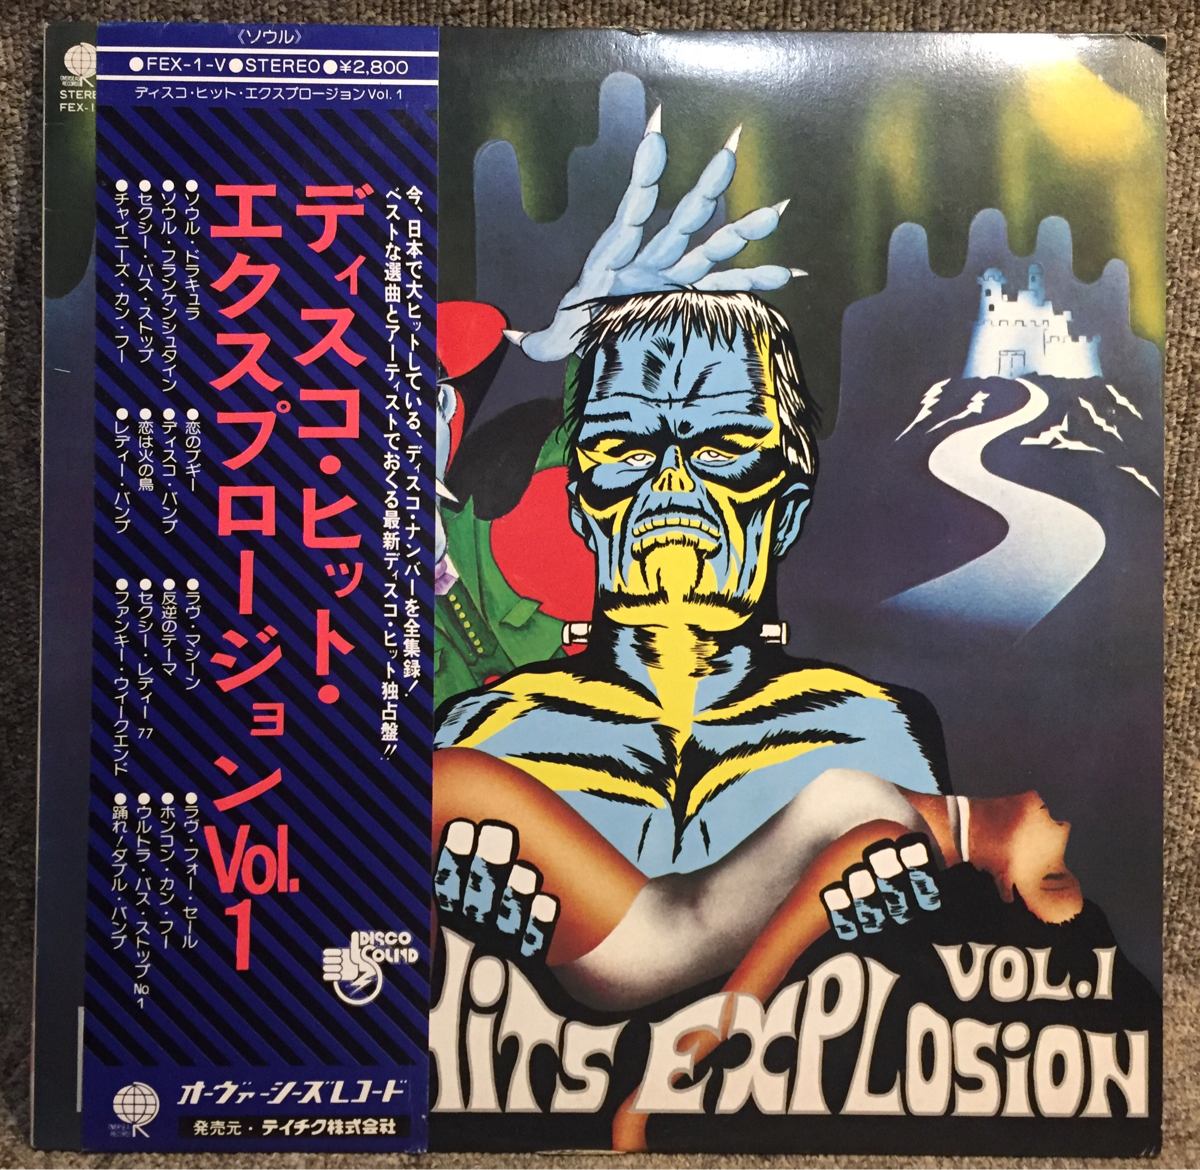 《ソウル》
●FEX-1-V●STEREO●¥2,800
ディスコ・ヒット・エクスプロージョンVol.1
今、日本で大ヒットしている、ディスコ・ナンバーを全集録!
ベストな選曲とアーティストでおくる最新ディスコ・ヒット独占盤!!
ディスコ・ヒット・
エクスプロージョンVol.1
●ソウル・ドラキュラ
●ソウル・フランケンシュタイン
●セクシー・バス・ストップ
●チャイニーズ・カン・フー
●恋のブギー
●ディスコ・バンプ
●恋は火の鳥
●レディー・バンプ
●ラヴ・マシーン
●反逆のテーマ
●セクシー・レディー77
●ファンキー・ウイークエンド
●ラヴ・フォー・セール
●ホンコン・カン・フー
●ウルトラ・バス・ストップNo.1
●踊れ!ダブル・バンプ
DISCO
SOUND
オーヴァーシーズレコード
発売元・テイチク株式会社
STERE
FEX-1
VOL.1
HiTS EXPLOSiON